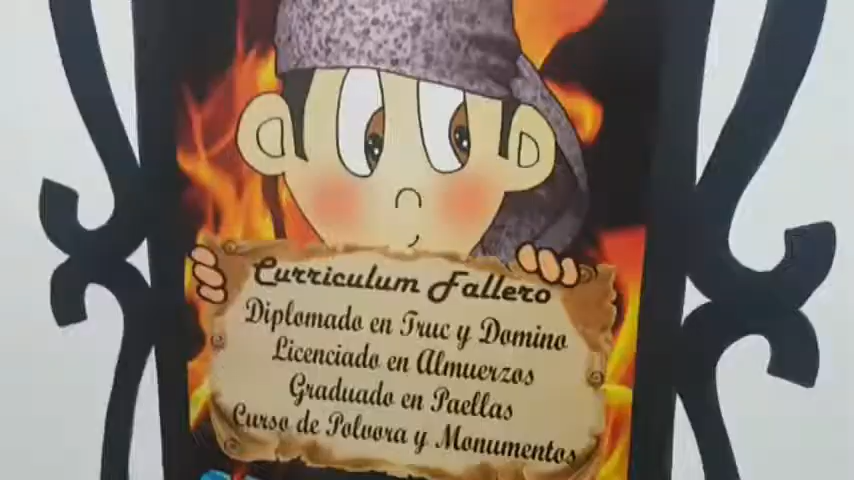 Curriculum Fallero
Diplomado en Truc y Domino
Licenciado en Almuerzos
Graduado en Paellas
Curso de Polvora y Monumentos